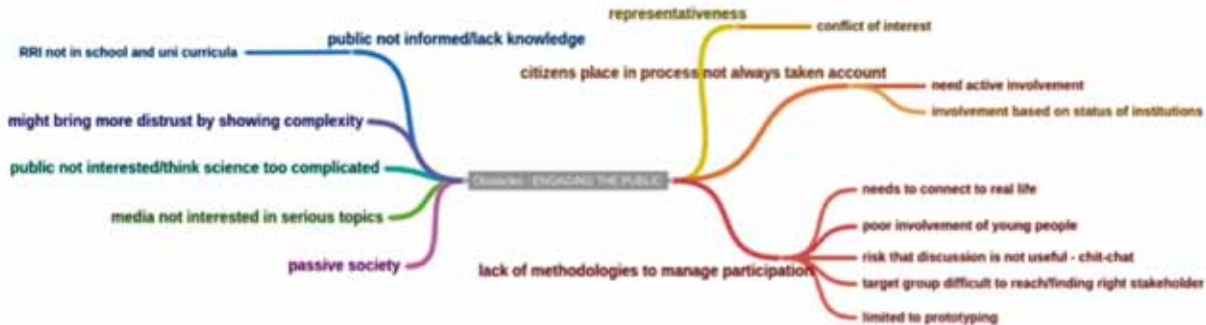 representativeness
conflict of interest
public not informed/lack knowledge
RRI not in school and uni curricula
citizens place in process not always taken account
need active involvement
involvement based on status of institutions
might bring more distrust by showing complexity
public not interested/think science too complicated
Obstacles : ENGAGING THE PUBLIC
needs to connect to real life
media not interested in serious topics
poor involvement of young people
passive society
lack of methodologies to manage participation
risk that discussion is not useful - chit-chat
target group difficult to reach/finding right stakeholder
limited to prototyping